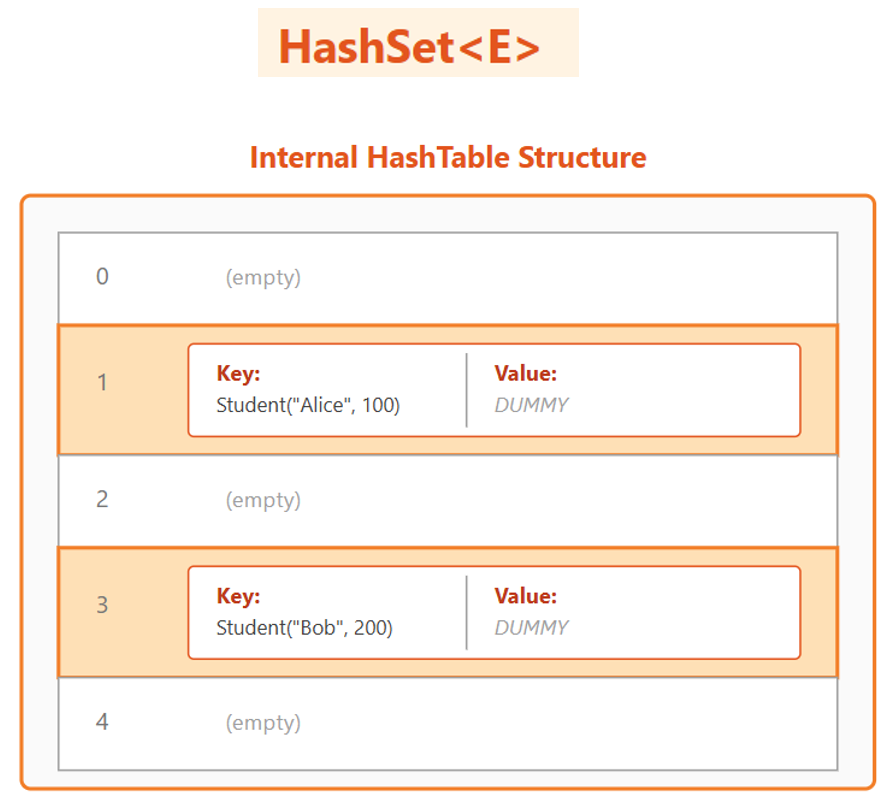 HashSet<E>
Internal HashTable Structure
0 (empty)
1
Key: Value:
Student("Alice", 100) DUMMY
2 (empty)
3
Key: Value:
Student("Bob", 200) DUMMY
4 (empty)